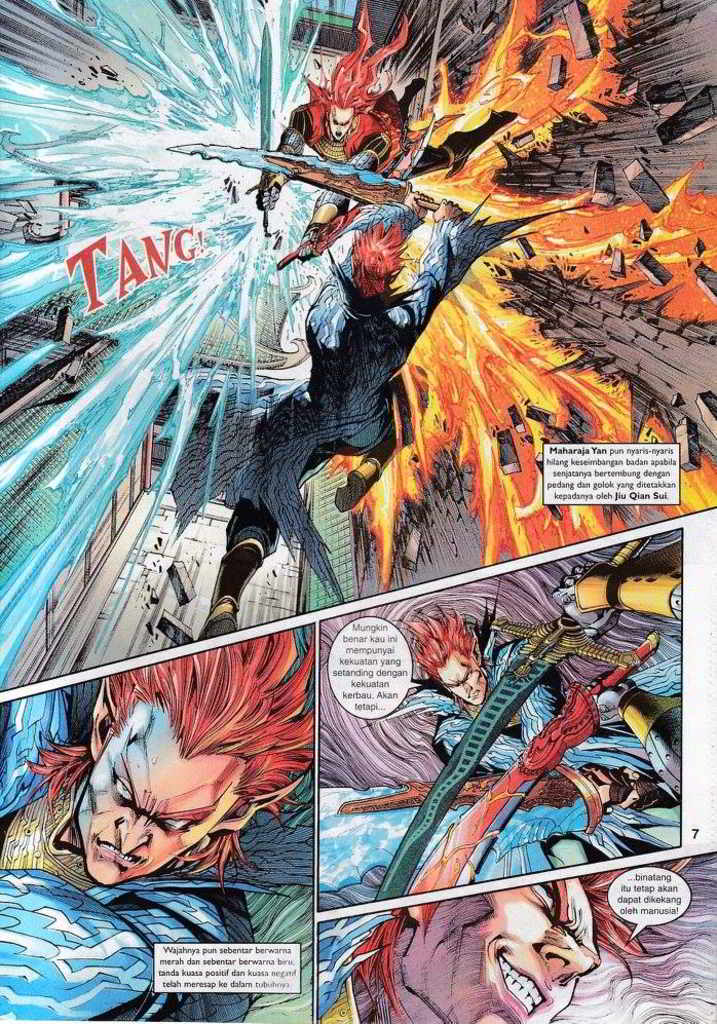 TANG!
Maharaja Yan pun nyaris-nyaris
hilang keseimbangan badan apabila
senjatanya bertembung dengan
pedang dan golok yang ditetakkan
kepadanya oleh Jiu Qian Sui.
Mungkin
benar kau ini
mempunyai
kekuatan yang
setanding dengan
kekuatan
kerbau. Akan
tetapi...
7
Wajahnya pun sebentar berwarna
merah dan sebentar berwarna biru,
tanda kuasa positif dan kuasa negatif
telah meresap ke dalam tubuhnya.
...binatang
itu tetap akan
dapat dikekang
oleh manusia!